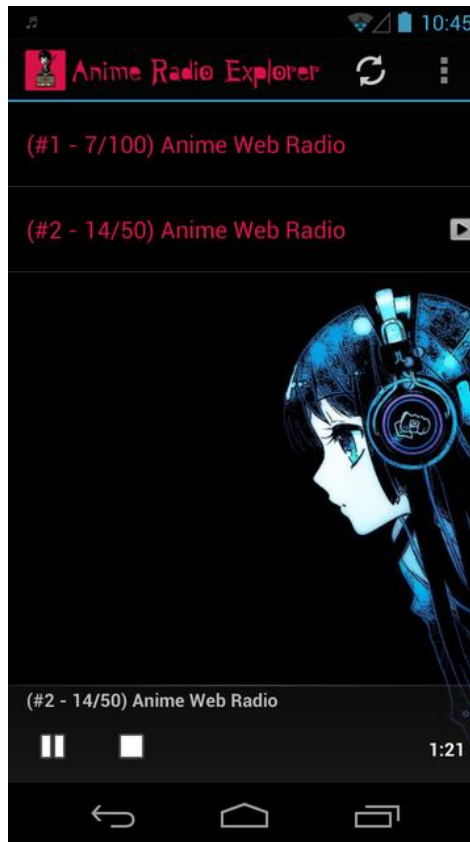 10:45
Anime Radio Explorer
(#1 - 7/100) Anime Web Radio
(#2 - 14/50) Anime Web Radio
(#2 - 14/50) Anime Web Radio
1:21